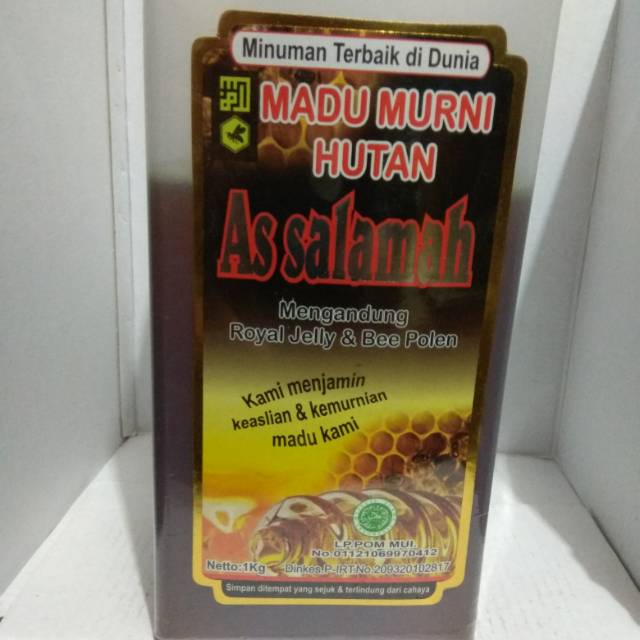 Minuman Terbaik di Dunia
MADU MURNI
HUTAN
As salamah
Mengandung
Royal Jelly & Bee Polen
Kami menjamin
keaslian & kemurnian
madu kami
LP.POM MUI.
No.01121069970412
Netto:1Kg
Dinkes.P-IRT.No.209320102817
Simpan ditempat yang sejuk & terlindung dari cahaya